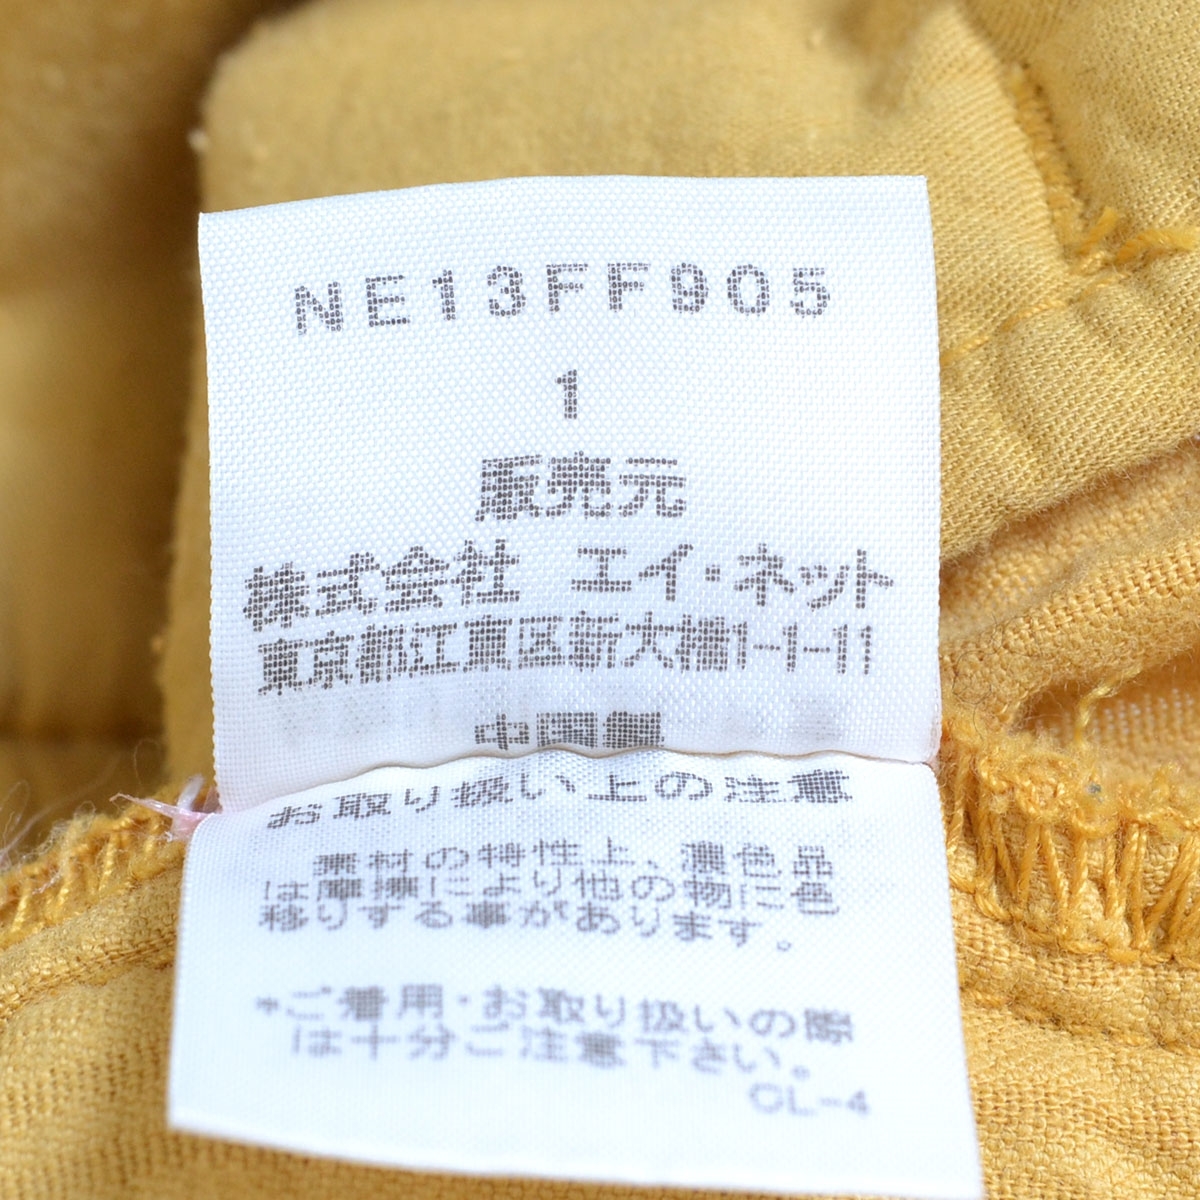 NE13FF905
1
販売元
株式会社 エイ・ネット
東京都江東区新大橋1-1-11
中国製
お取り扱い上の注意
素材の特性上、濃色品
は摩擦により他の物に色
移りする事があります。
*ご着用・お取り扱いの際
は十分ご注意下さい。
CL-4